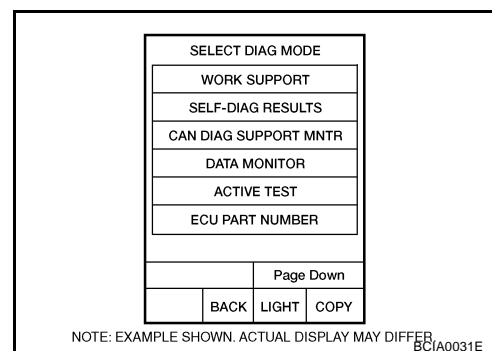 SELECT DIAG MODE
WORK SUPPORT
SELF-DIAG RESULTS
CAN DIAG SUPPORT MNTR
DATA MONITOR
ACTIVE TEST
ECU PART NUMBER
Page Down
BACK LIGHT COPY
NOTE: EXAMPLE SHOWN. ACTUAL DISPLAY MAY DIFFER.
BCIA0031E